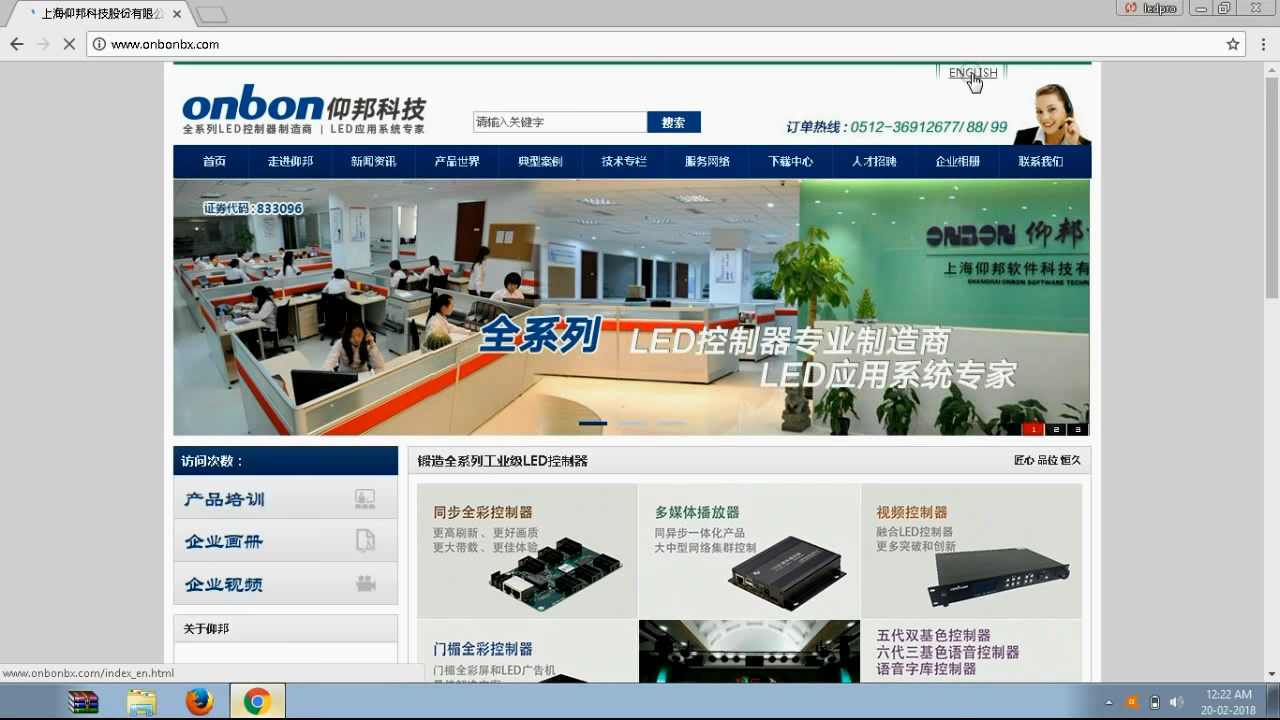 上海仰邦科技股份有限公
ledpro
www.onbonbx.com
ENGLISH
onbon仰邦科技
全系列LED控制器制造商 | LED应用系统专家
请输入关键字
搜索
订单热线 : 0512-36912677/ 88/ 99
首页 走进仰邦 新闻资讯 产品世界 典型案例 技术专栏 服务网络 下载中心 人才招聘 企业相册 联系我们
证券代码:833096
ONBON 仰邦
上海仰邦软件科技有
SHANGHAI ONBON SOFTWARE TECHN
全系列 LED控制器专业制造商
LED应用系统专家
1 2 3
访问次数：
产品培训
企业画册
企业视频
关于仰邦
锻造全系列工业级LED控制器
匠心 品位 恒久
同步全彩控制器
更高刷新、更好画质
更大带载、更佳体验
多媒体播放器
同异步一体化产品
大中型网络集群控制
视频控制器
融合LED控制器
更多突破和创新
onbon
门楣全彩控制器
门楣全彩屏和LED广告机
五代双基色控制器
六代三基色语音控制器
语音字库控制器
www.onbonbx.com/index_en.html
12:22 AM
20-02-2018